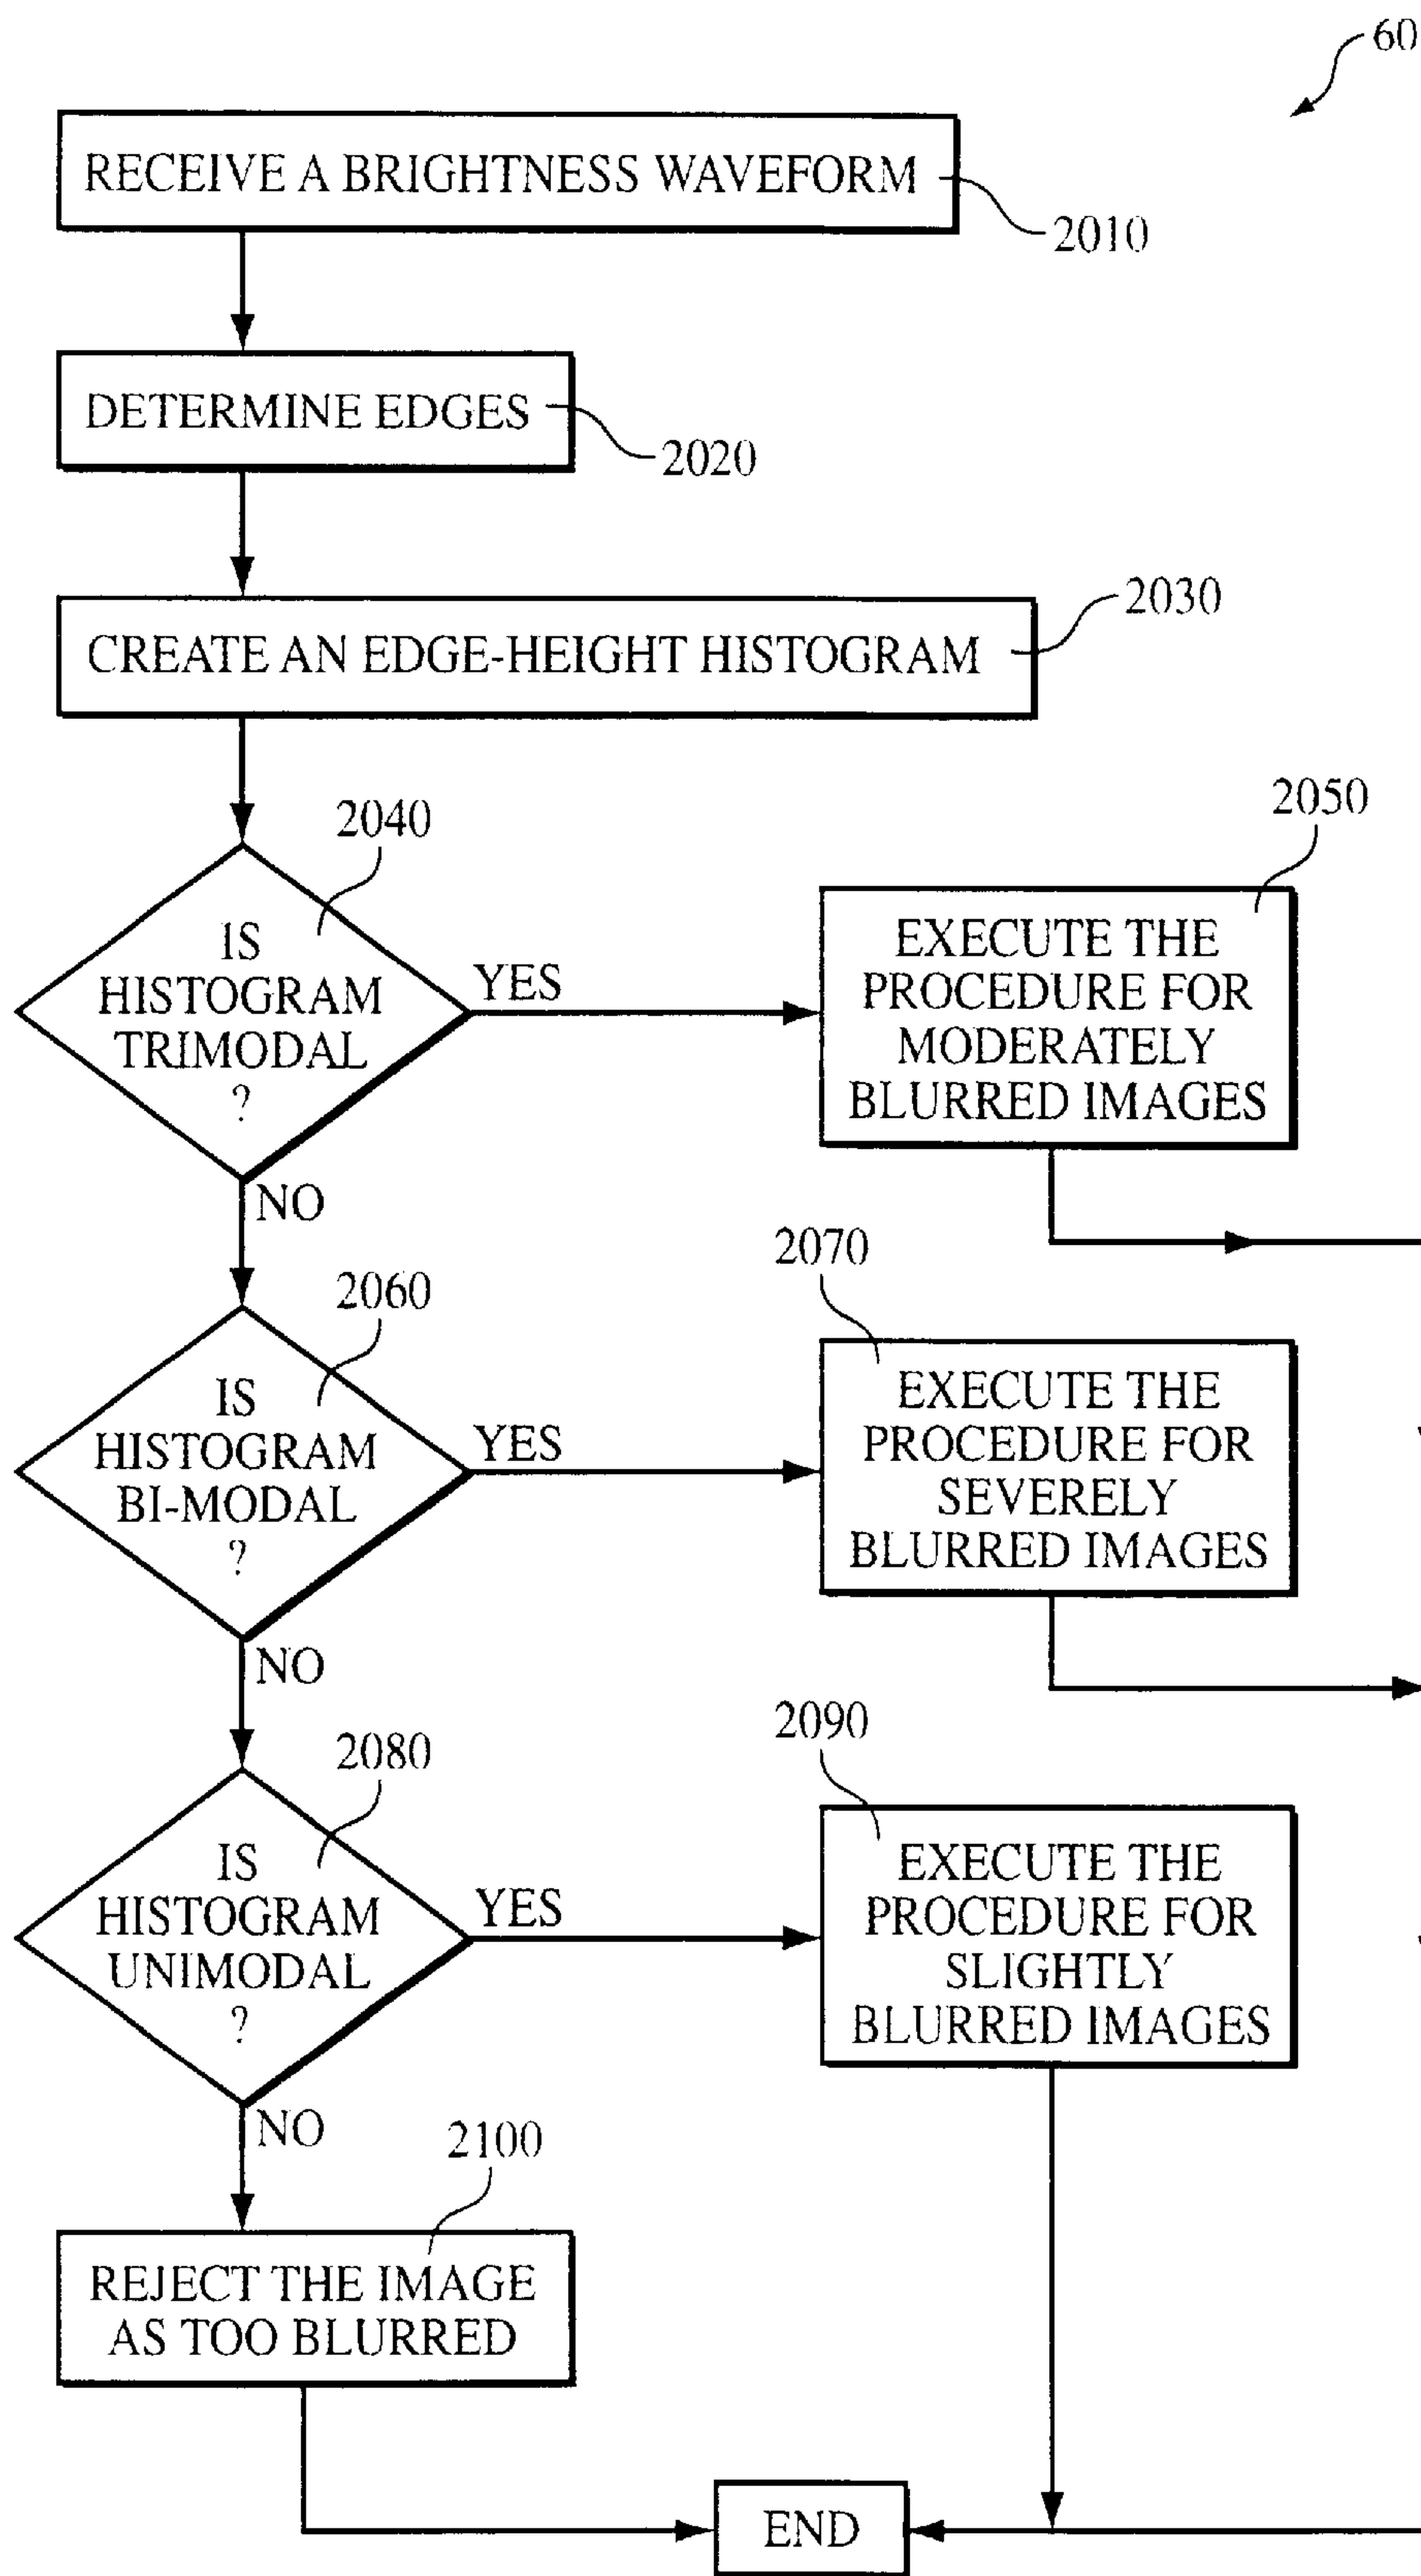 60
RECEIVE A BRIGHTNESS WAVEFORM
2010
DETERMINE EDGES
2020
2030
CREATE AN EDGE-HEIGHT HISTOGRAM
2040
IS
HISTOGRAM
TRIMODAL
?
YES
NO
2050
EXECUTE THE
PROCEDURE FOR
MODERATELY
BLURRED IMAGES
2060
IS
HISTOGRAM
BI-MODAL
?
YES
NO
2070
EXECUTE THE
PROCEDURE FOR
SEVERELY
BLURRED IMAGES
2080
IS
HISTOGRAM
UNIMODAL
?
YES
NO
2090
EXECUTE THE
PROCEDURE FOR
SLIGHTLY
BLURRED IMAGES
2100
REJECT THE IMAGE
AS TOO BLURRED
END